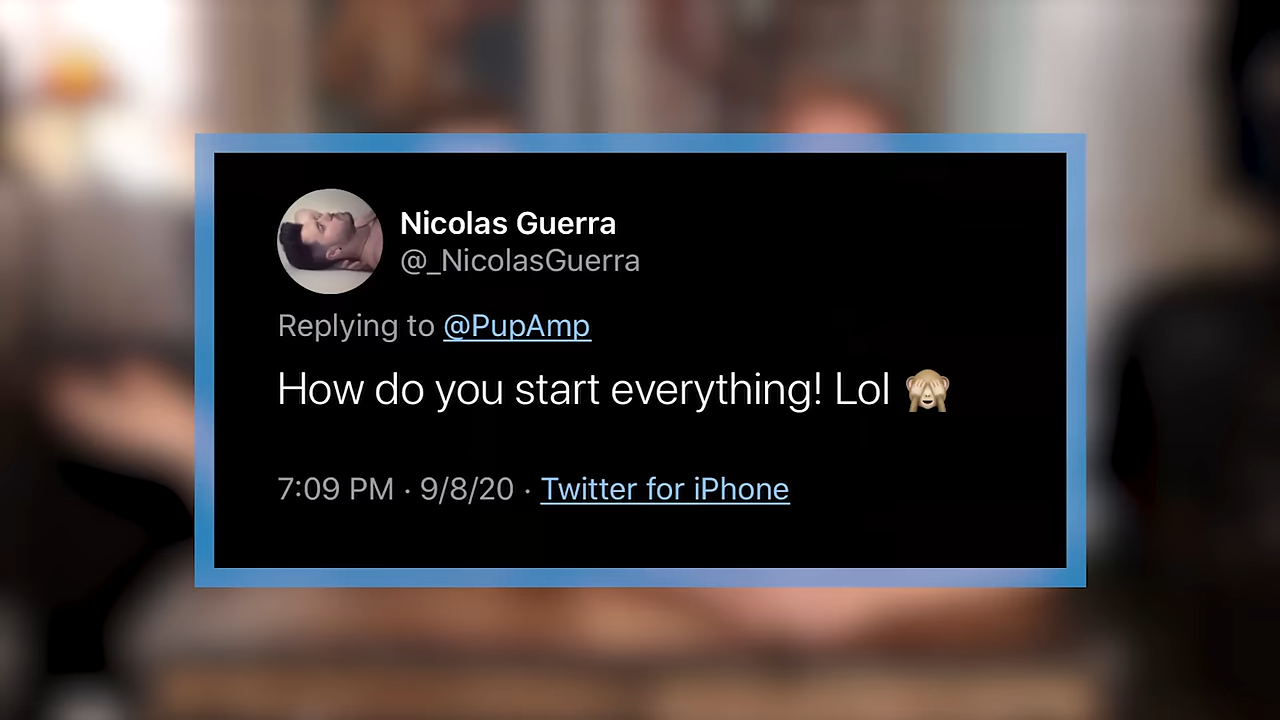 Nicolas Guerra
@_NicolasGuerra
Replying to @PupAmp
How do you start everything! Lol 🙈
7:09 PM · 9/8/20 · Twitter for iPhone